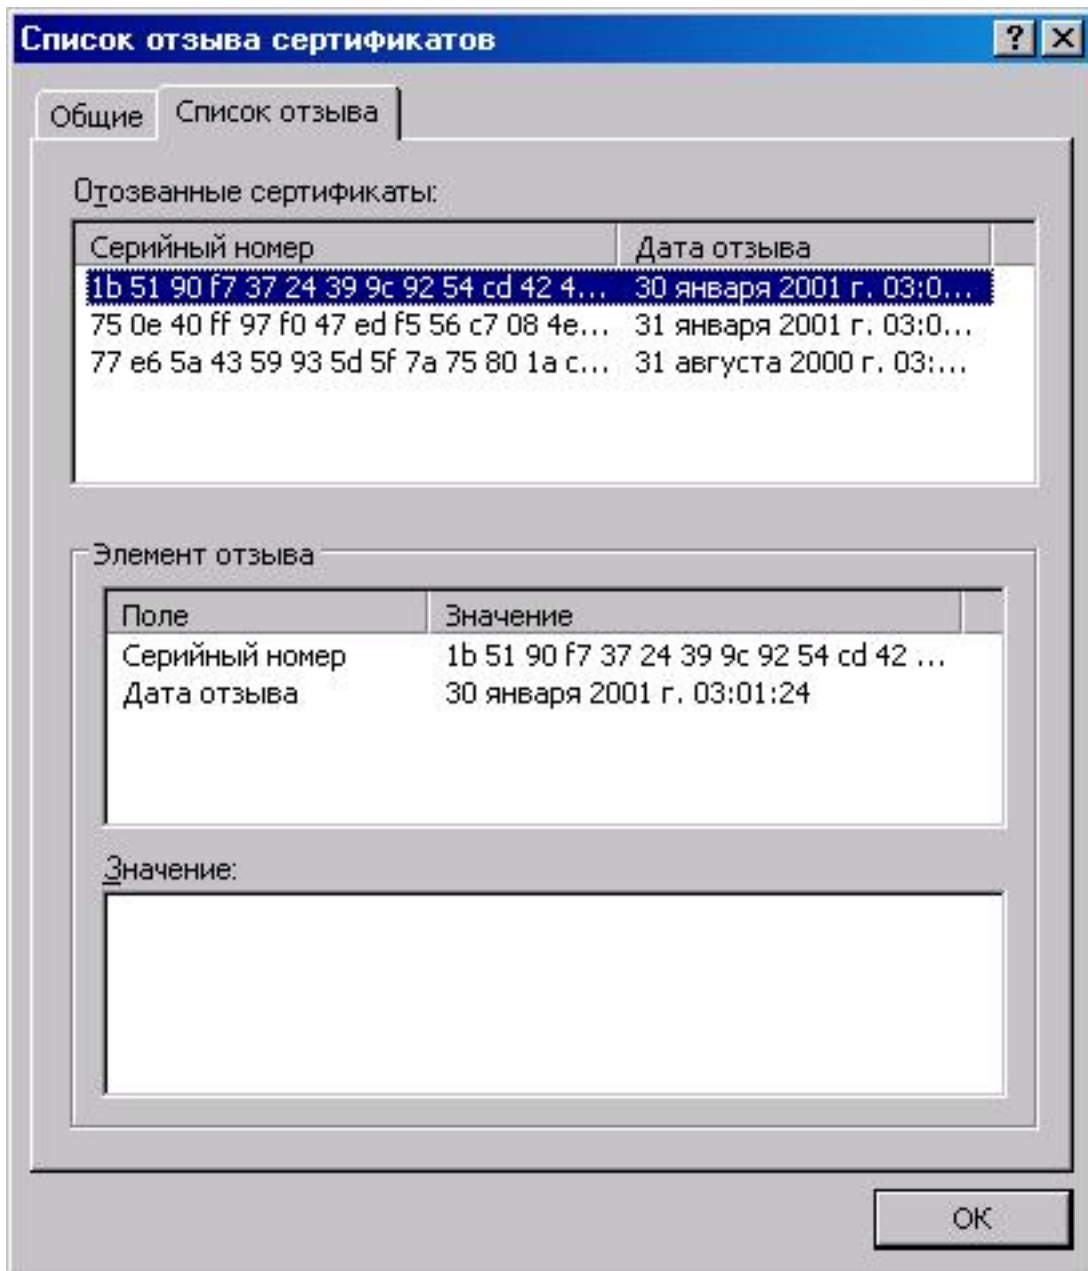 Список отзыва сертификатов
Общие Список отзыва
Отозванные сертификаты:
Серийный номер Дата отзыва
1b 51 90 f7 37 24 39 9c 92 54 cd 42 4... 30 января 2001 г. 03:0...
75 0e 40 ff 97 f0 47 ed f5 56 c7 08 4e... 31 января 2001 г. 03:0...
77 e6 5a 43 59 93 5d 5f 7a 75 80 1a c... 31 августа 2000 г. 03:...
Элемент отзыва
Поле Значение
Серийный номер 1b 51 90 f7 37 24 39 9c 92 54 cd 42 ...
Дата отзыва 30 января 2001 г. 03:01:24
Значение:
ОК